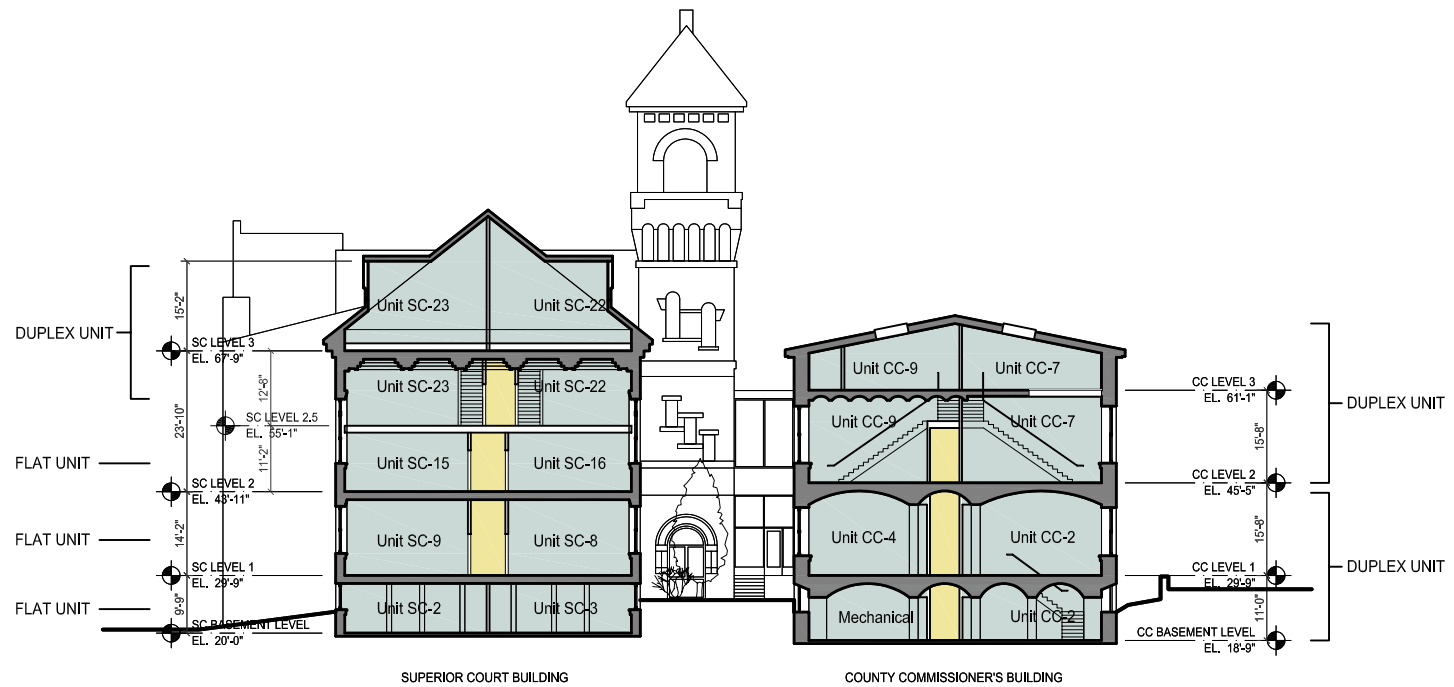 Unit SC-23
Unit SC-22
15'-2"
DUPLEX UNIT
SC LEVEL 3
EL. 67'-9"
Unit CC-9
Unit CC-7
Unit SC-23
Unit SC-22
12'-8"
CC LEVEL 3
EL. 61'-1"
DUPLEX UNIT
23'-10"
SC LEVEL 2.5
EL. 55'-1"
Unit CC-9
Unit CC-7
15'-8"
FLAT UNIT
11'-2"
Unit SC-15
Unit SC-16
SC LEVEL 2
EL. 43'-11"
CC LEVEL 2
EL. 45'-5"
FLAT UNIT
14'-2"
Unit SC-9
Unit SC-8
Unit CC-4
Unit CC-2
15'-8"
SC LEVEL 1
EL. 29'-9"
CC LEVEL 1
EL. 29'-9"
DUPLEX UNIT
FLAT UNIT
9'-9"
Unit SC-2
Unit SC-3
Mechanical
Unit CC-2
11'-0"
SC BASEMENT LEVEL
EL. 20'-0"
CC BASEMENT LEVEL
EL. 18'-9"
SUPERIOR COURT BUILDING
COUNTY COMMISSIONER'S BUILDING